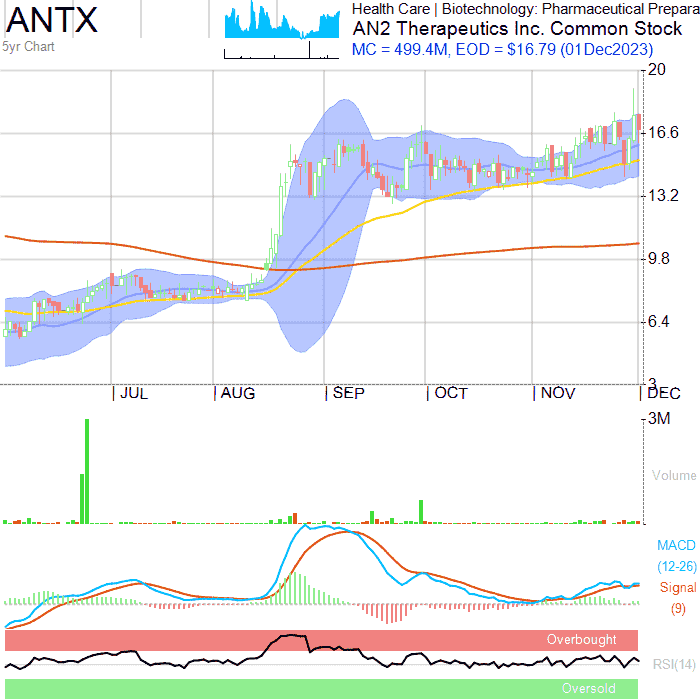 ANTX
5yr Chart
Health Care | Biotechnology: Pharmaceutical Prepara
AN2 Therapeutics Inc. Common Stock
MC = 499.4M, EOD = $16.79 (01Dec2023)
20
16.6
13.2
9.8
6.4
3
JUL AUG SEP OCT NOV DEC
3M
Volume
MACD
(12-26)
Signal
(9)
Overbought
RSI(14)
Oversold